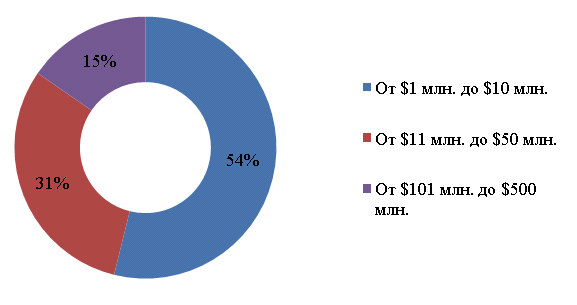 15%
54%
31%
От $1 млн. до $10 млн.
От $11 млн. до $50 млн.
От $101 млн. до $500
млн.